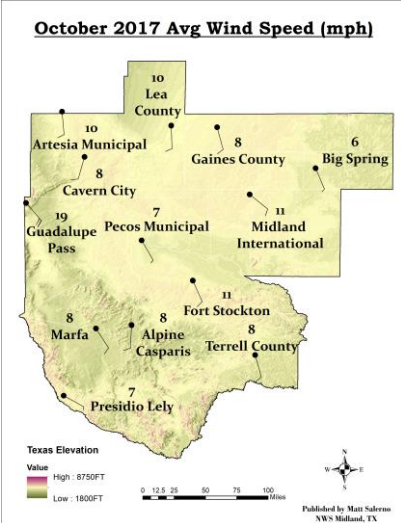 October 2017 Avg Wind Speed (mph)
10
Lea
County
10
Artesia Municipal
8
Gaines County
6
Big Spring
8
Cavern City
19
Guadalupe
Pass
7
Pecos Municipal
11
Midland
International
11
Fort Stockton
8
Marfa
8
Alpine
Casparis
8
Terrell County
7
Presidio Lely
Texas Elevation
Value
High : 8750FT
Low : 1800FT
0 12.5 25 50 75 100
Miles
N
W E
S
Published by Matt Salerno
NWS Midland, TX